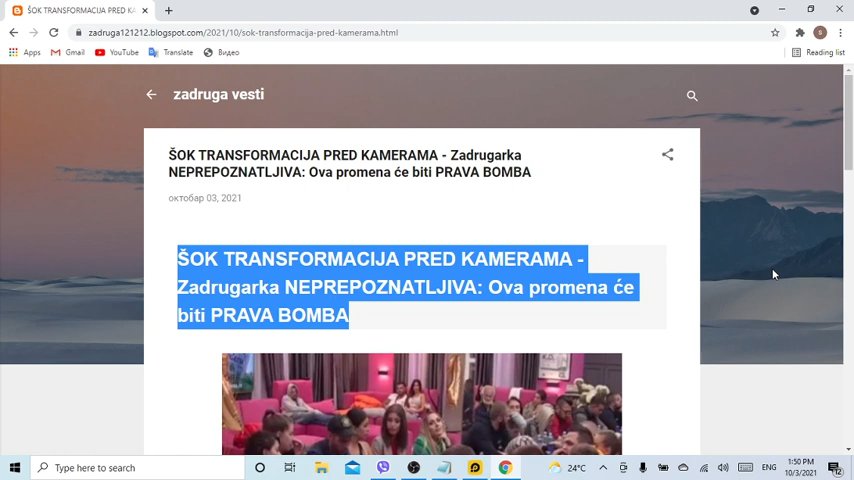 ŠOK TRANSFORMACIJA PRED KA
zadruga121212.blogspot.com/2021/10/sok-transformacija-pred-kamerama.html
S
Apps Gmail YouTube Translate Видео Reading list
zadruga vesti
ŠOK TRANSFORMACIJA PRED KAMERAMA - Zadrugarka
NEPREPOZNATLJIVA: Ova promena će biti PRAVA BOMBA
октобар 03, 2021
ŠOK TRANSFORMACIJA PRED KAMERAMA -
Zadrugarka NEPREPOZNATLJIVA: Ova promena će
biti PRAVA BOMBA
Type here to search
24°C
ENG
1:50 PM
10/3/2021
12